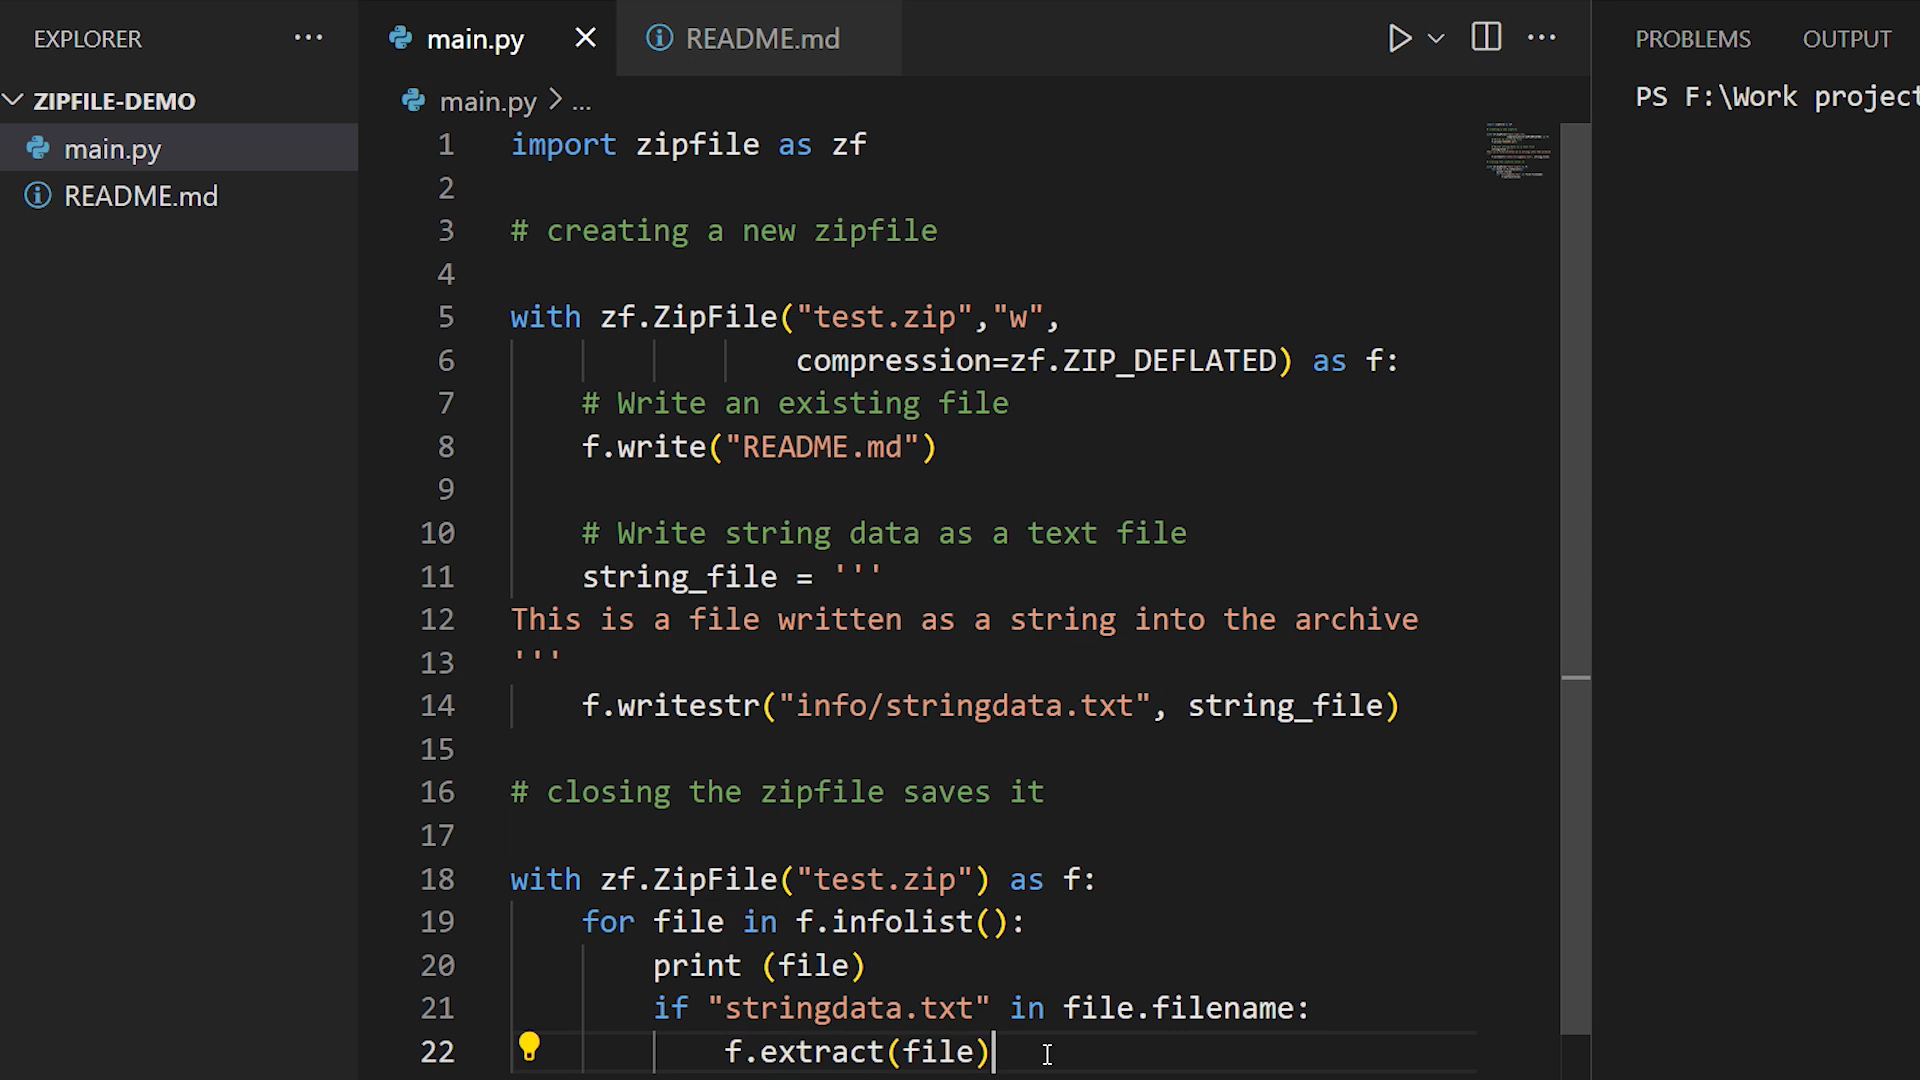 EXPLORER ...
ZIPFILE-DEMO
main.py
README.md
main.py
README.md
main.py > ...
1 import zipfile as zf
2
3 # creating a new zipfile
4
5 with zf.ZipFile("test.zip","w",
6 compression=zf.ZIP_DEFLATED) as f:
7 # Write an existing file
8 f.write("README.md")
9
10 # Write string data as a text file
11 string_file = '''
12 This is a file written as a string into the archive
13 '''
14 f.writestr("info/stringdata.txt", string_file)
15
16 # closing the zipfile saves it
17
18 with zf.ZipFile("test.zip") as f:
19 for file in f.infolist():
20 print (file)
21 if "stringdata.txt" in file.filename:
22 f.extract(file)
PROBLEMS OUTPUT
PS F:\Work project